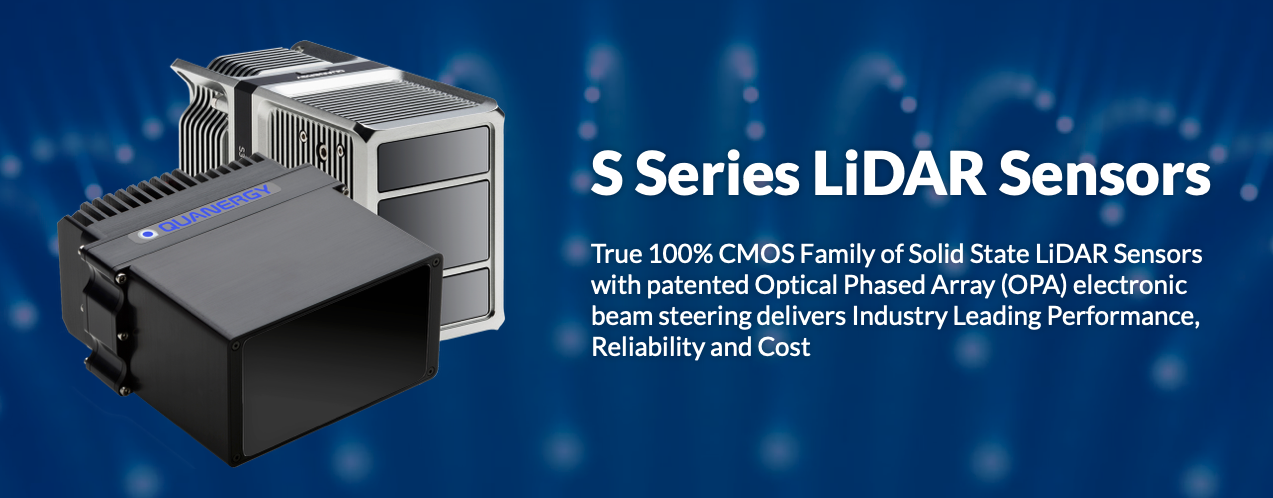 QUANERGY
S Series LiDAR Sensors
True 100% CMOS Family of Solid State LiDAR Sensors
with patented Optical Phased Array (OPA) electronic
beam steering delivers Industry Leading Performance,
Reliability and Cost